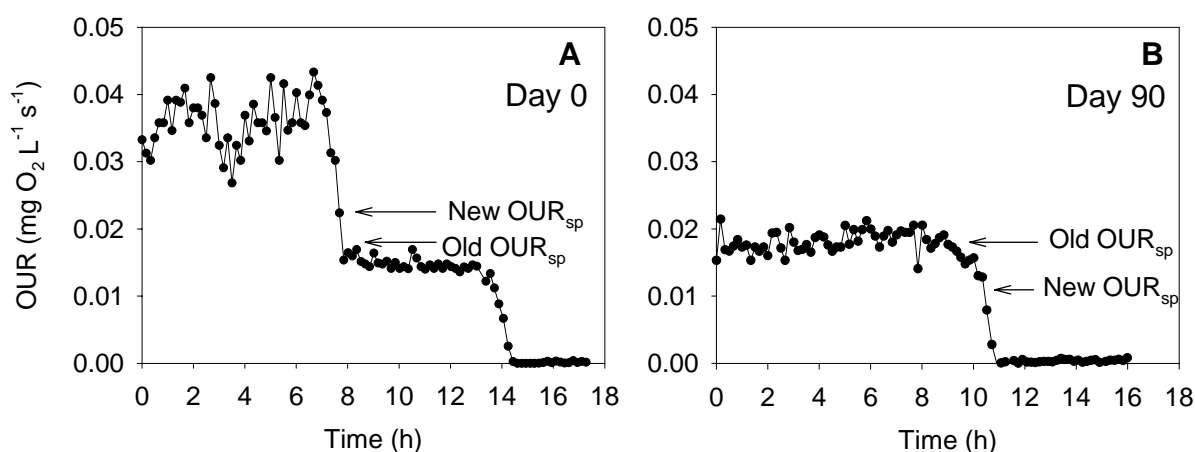 0.05
0.04
0.03
0.02
0.01
0.00
OUR (mg O2 L-1 s-1)
A
Day 0
New OURsp
Old OURsp
0 2 4 6 8 10 12 14 16 18
Time (h)
0.05
0.04
0.03
0.02
0.01
0.00
B
Day 90
Old OURsp
New OURsp
0 2 4 6 8 10 12 14 16 18
Time (h)